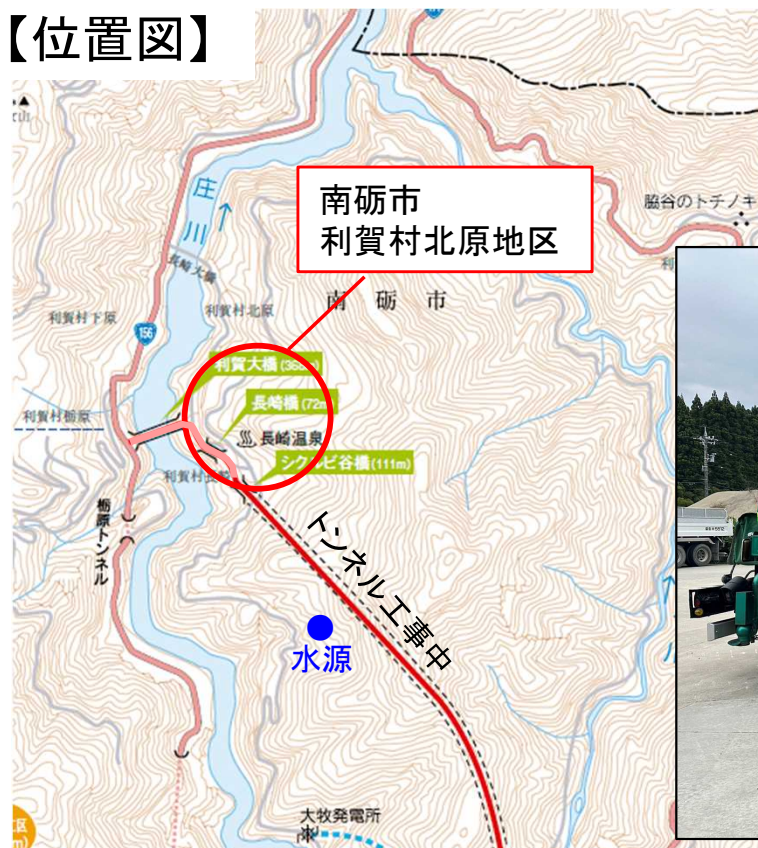 【位置図】
南砺市
利賀村北原地区
脇谷のトチノキ
庄川
長崎大橋
利賀村下原
利賀村北原
南砺市
156
利賀大橋
長崎橋(72m)
利賀村栃原
長崎温泉
シクルビ谷橋(111m)
栃原トンネル
トンネル工事中
水源
大牧発電所